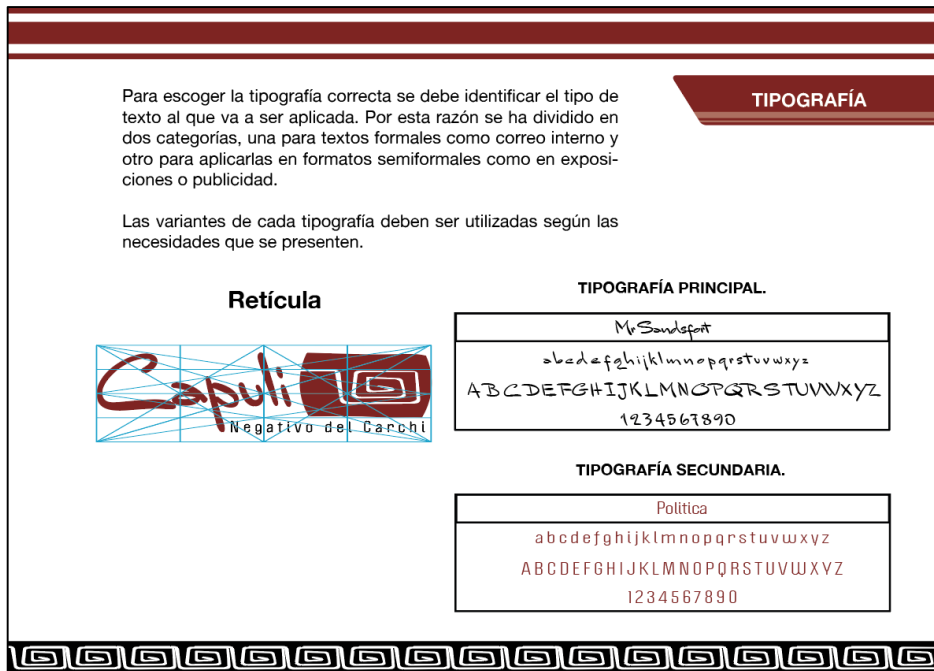 TIPOGRAFÍA
Para escoger la tipografía correcta se debe identificar el tipo de
texto al que va a ser aplicada. Por esta razón se ha dividido en
dos categorías, una para textos formales como correo interno y
otro para aplicarlas en formatos semiformales como en exposi-
ciones o publicidad.
Las variantes de cada tipografía deben ser utilizadas según las
necesidades que se presenten.
Retícula
Capuli
Negativo del Carchi
TIPOGRAFÍA PRINCIPAL.
Mr Sandsfort
abcdefghijklmnopqrstuvwxyz
ABCDEFGHIJKLMNOPQRSTUVWXYZ
1234567890
TIPOGRAFÍA SECUNDARIA.
Politica
abcdefghijklmnopqrstuvwxyz
ABCDEFGHIJKLMNOPQRSTUVWXYZ
1234567890